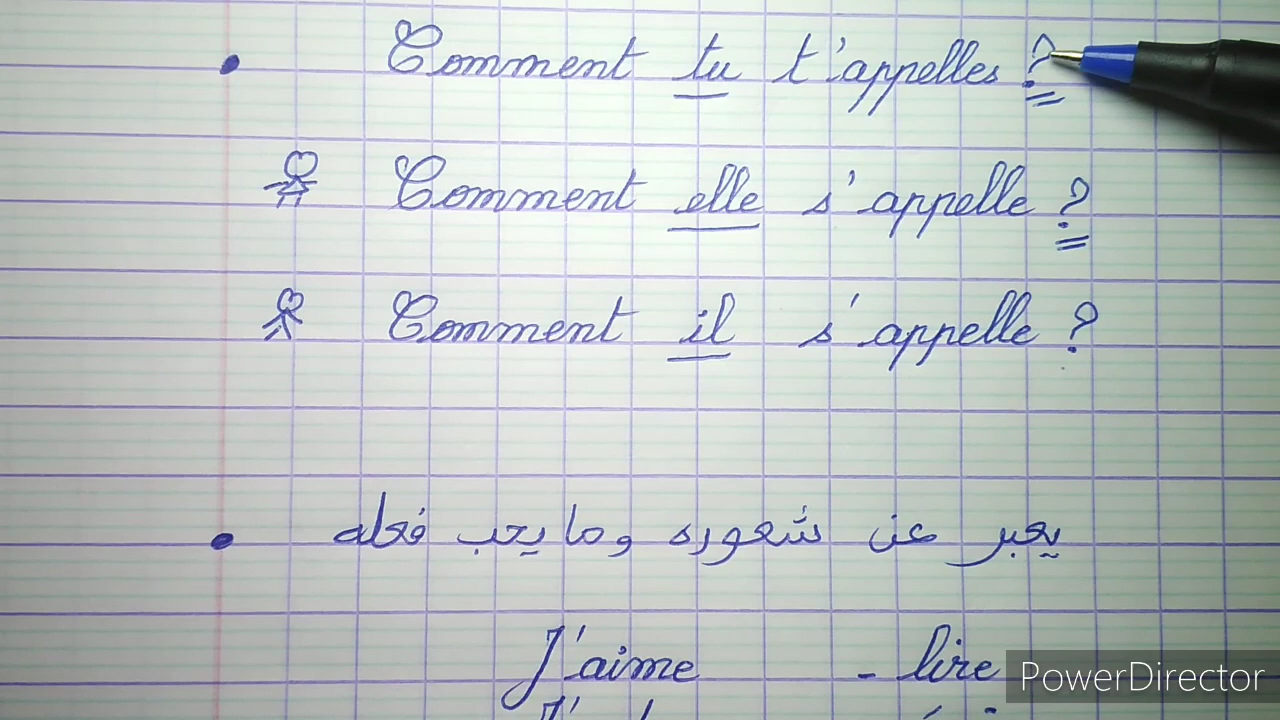 Comment tu t'appelles ?
Comment elle s'appelle ?
Comment il s'appelle ?
يعبر عن شعوره وما يحب فعله
J'aime - lire
PowerDirector